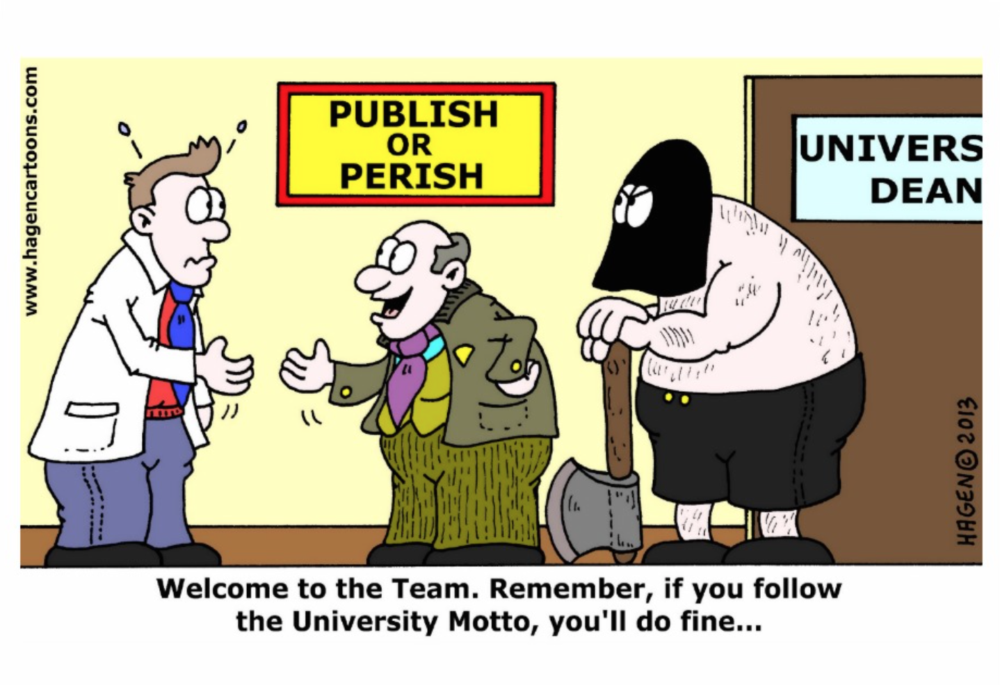 www.hagencartoons.com
PUBLISH
OR
PERISH
UNIVERS
DEAN
HAGEN © 2013
Welcome to the Team. Remember, if you follow
the University Motto, you'll do fine...